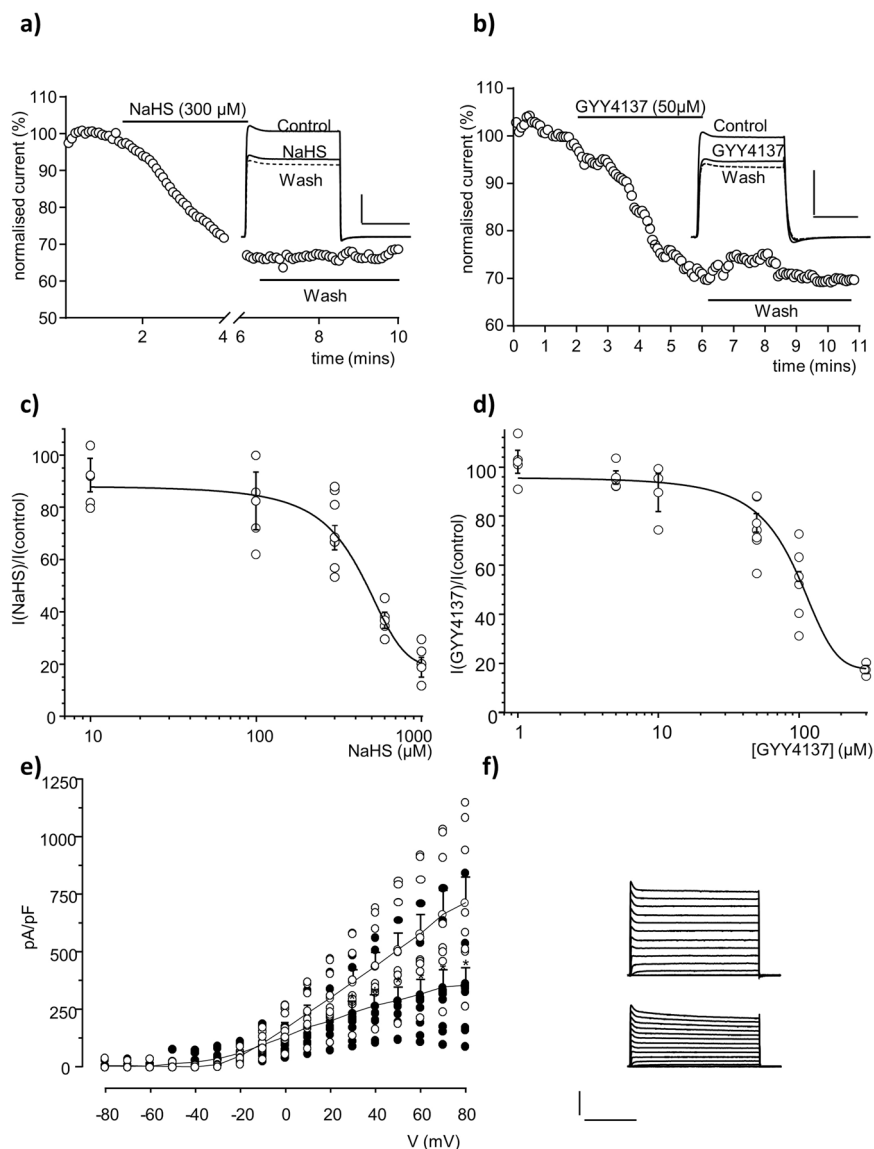 a)
normalised current (%)
110
100
90
80
70
60
50
NaHS (300 µM)
Control
NaHS
Wash
Wash
2
4
6
8
10
time (mins)
b)
normalised current (%)
110
100
90
80
70
60
GYY4137 (50µM)
Control
GYY4137
Wash
Wash
0 1 2 3 4 5 6 7 8 9 10 11
time (mins)
c)
I(NaHS)/I(control)
100
80
60
40
20
0
10 100 1000
NaHS (µM)
d)
I(GYY4137)/I(control)
100
80
60
40
20
0
1 10 100
[GYY4137] (µM)
e)
pA/pF
1250
1000
750
500
250
0
* * * * * *
-80 -60 -40 -20 0 20 40 60 80
V (mV)
f)